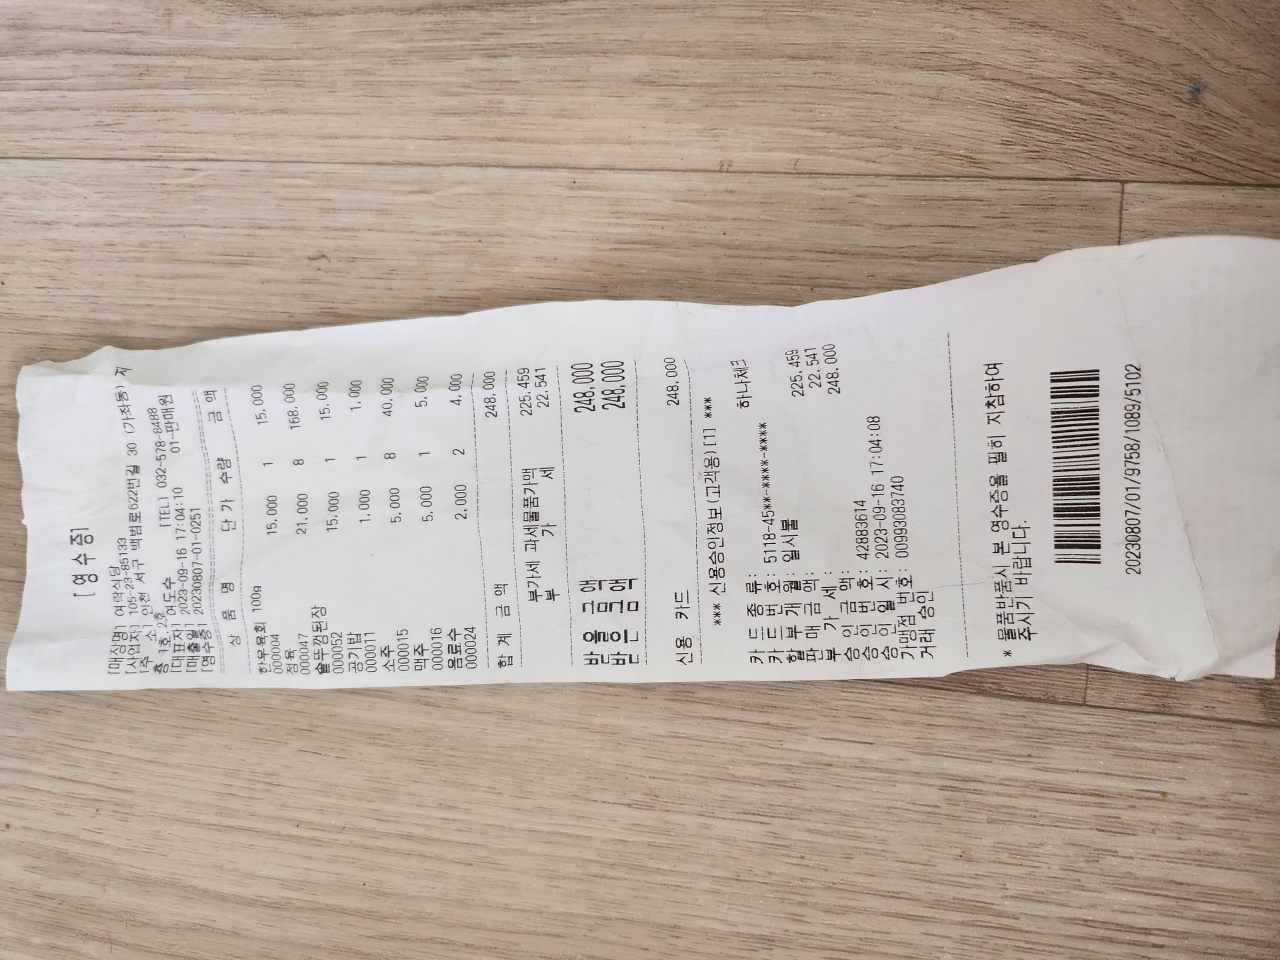 [영수증]
[매장명] 여락식당
[사업자] 105-23-85133
[주 소] 인천 서구 백범로622번길 30 (가좌동) 지
층 1호, 2호
[대표자] 여도수 [TEL] 032-578-8488
[매출일] 2023-09-16 17:04:10 01-판매원
[영수증] 20230807-01-0251
상 품 명 단가 수량 금액
한우육회 100g
000004 15.000 1 15.000
정육
000047 21.000 8 168.000
솥뚜껑된장
000052 15.000 1 15.000
공기밥
000011 1.000 1 1.000
소주
000015 5.000 8 40.000
맥주
000016 5.000 1 5.000
음료수
000024 2.000 2 4.000
합 계 금 액 248.000
부가세 과세물품가액 225.459
부 가 세 22.541
받을금액 248,000
받은금액 248,000
신용 카드 248.000
*** 신용승인정보(고객용)[1] ***
카 드 종 류: 하나체크
카 드 번 호: 5118-45**-****-****
할 부 개 월: 일시불
판 매 금 액: 225.459
부 가 세: 22.541
승 인 금 액: 248.000
승 인 번 호: 42883614
승 인 일 시: 2023-09-16 17:04:08
가맹점 번호: 00993083740
거래 승인
* 물품반품시 본 영수증을 필히 지참하여
주시기 바랍니다.
20230807/01/9758/1089/5102